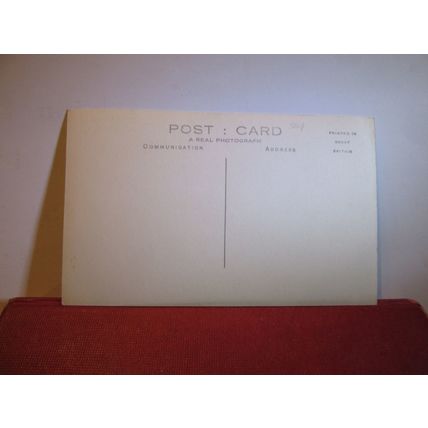 POST : CARD
A REAL PHOTOGRAPH
COMMUNICATION
ADDRESS
PRINTED IN
GREAT
BRITAIN